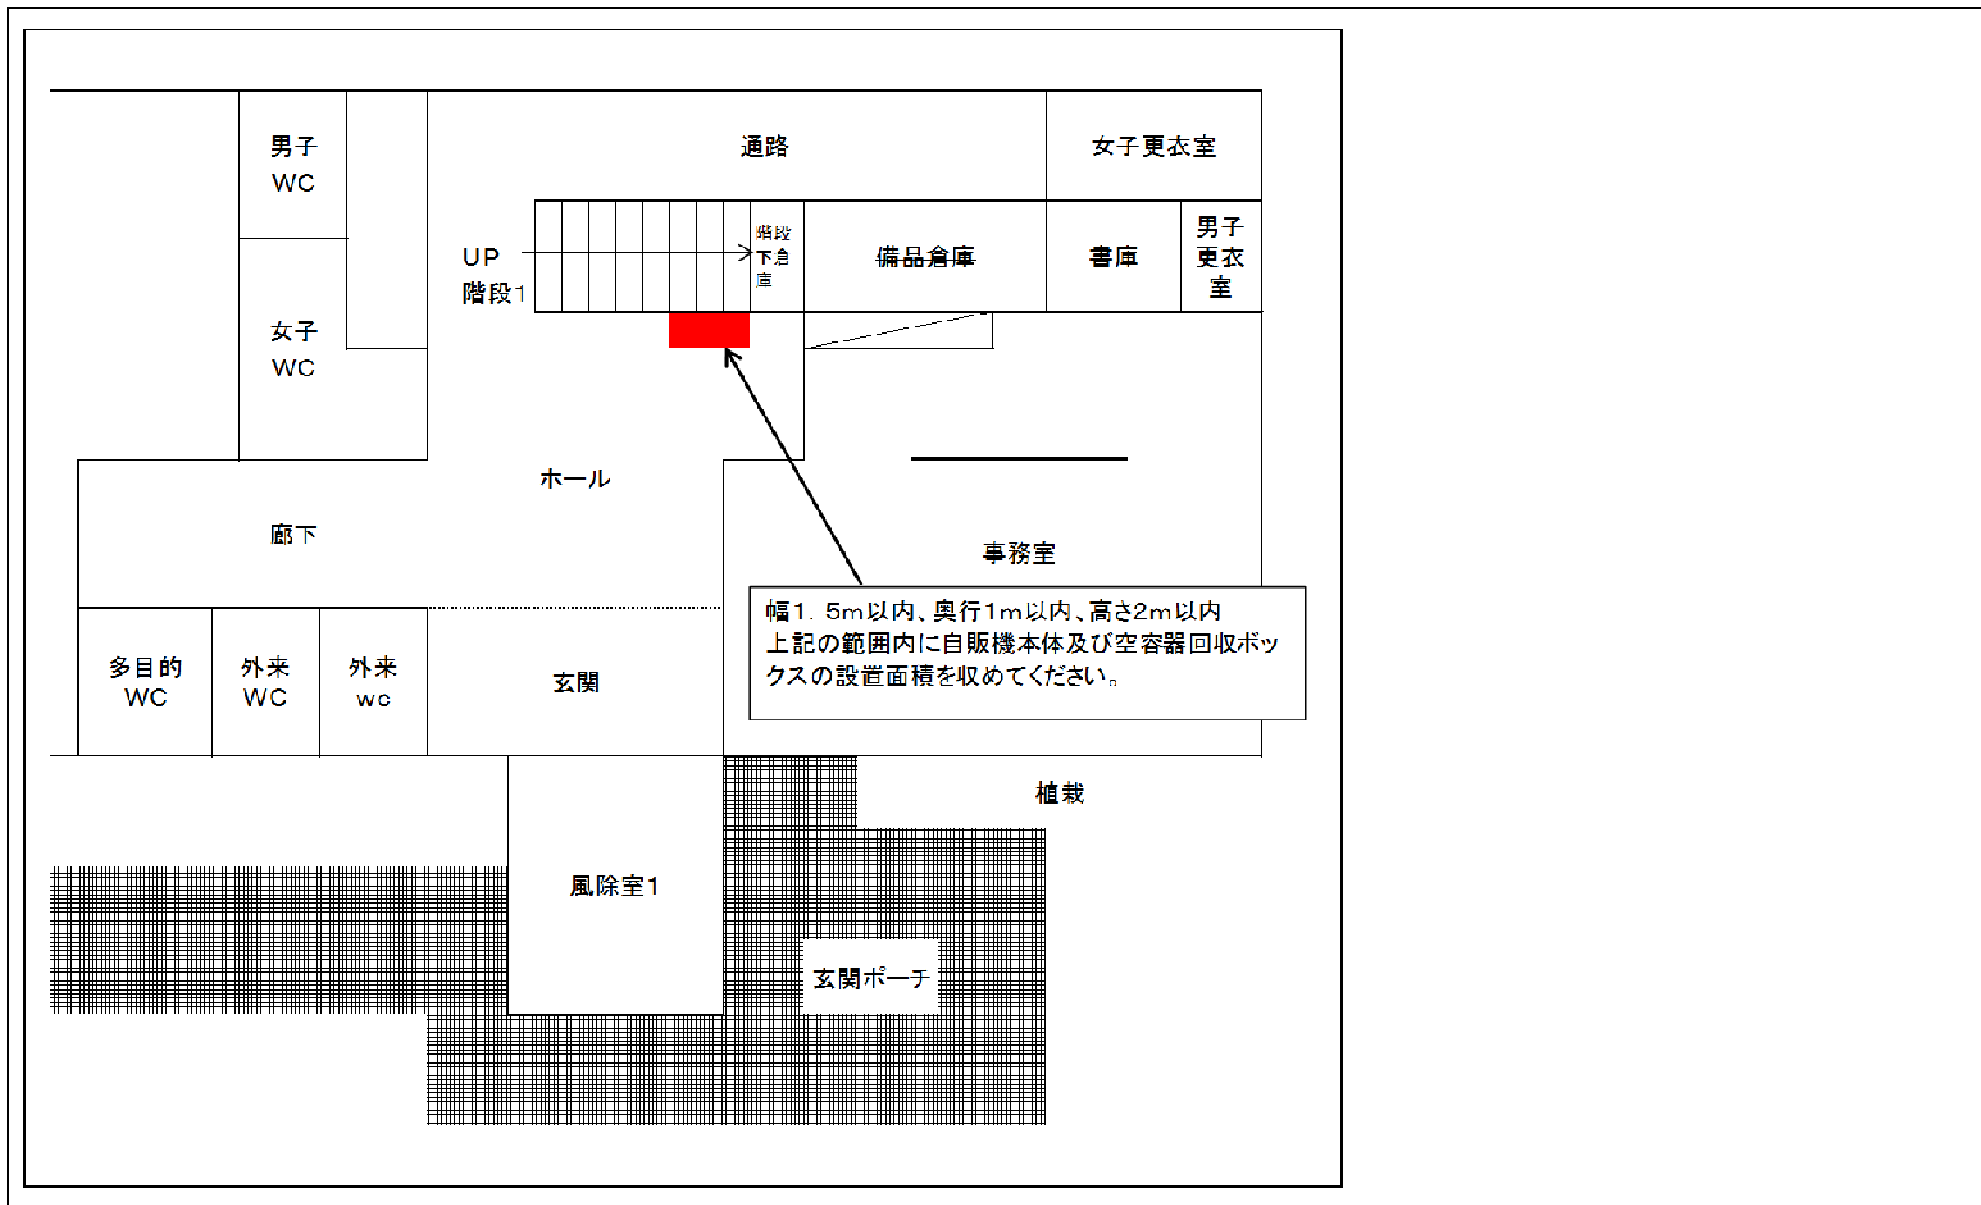 男子
WC
通路
女子更衣室
UP
階段1
階段
下倉
庫
備品倉庫
書庫
男子
更衣
室
女子
WC
ホール
廊下
事務室
幅1.5m以内、奥行1m以内、高さ2m以内
上記の範囲内に自販機本体及び空容器回収ボッ
クスの設置面積を収めてください。
多目的
WC
外来
WC
外来
wc
玄関
植栽
風除室1
玄関ポーチ